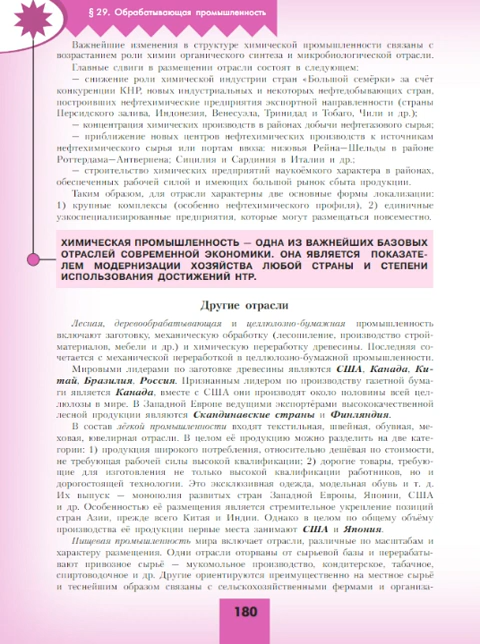 § 29. Обрабатывающая промышленность
Важнейшие изменения в структуре химической промышленности связаны с
возрастанием роли химии органического синтеза и микробиологической отрасли.
Главные сдвиги в размещении отрасли состоят в следующем:
— снижение роли химической индустрии стран «Большой семёрки» за счёт
конкуренции КНР, новых индустриальных и некоторых нефтедобывающих стран,
построивших нефтехимические предприятия экспортной направленности (страны
Персидского залива, Индонезия, Венесуэла, Тринидад и Тобаго, Чили и др.);
— концентрация химических производств в районах добычи нефтегазового сырья;
— приближение новых центров нефтехимических производств к источникам
нефтехимического сырья или портам ввоза: низовья Рейна—Шельды в районе
Роттердама—Антверпена; Сицилия и Сардиния в Италии и др.;
— строительство химических предприятий наукоёмкого характера в районах,
обеспеченных рабочей силой и имеющих большой рынок сбыта продукции.
Таким образом, для отрасли характерны две основные формы локализации:
1) крупные комплексы (особенно нефтехимического профиля), 2) единичные
узкоспециализированные предприятия, которые могут размещаться повсеместно.
ХИМИЧЕСКАЯ ПРОМЫШЛЕННОСТЬ — ОДНА ИЗ ВАЖНЕЙШИХ БАЗОВЫХ
ОТРАСЛЕЙ СОВРЕМЕННОЙ ЭКОНОМИКИ. ОНА ЯВЛЯЕТСЯ ПОКАЗАТЕ-
ЛЕМ МОДЕРНИЗАЦИИ ХОЗЯЙСТВА ЛЮБОЙ СТРАНЫ И СТЕПЕНИ
ИСПОЛЬЗОВАНИЯ ДОСТИЖЕНИЙ НТР.
Другие отрасли
Лесная, деревообрабатывающая и целлюлозно-бумажная промышленность
включают заготовку, механическую обработку (лесопиление, производство строй-
материалов, мебели и др.) и химическую переработку древесины. Последняя со-
четается с механической переработкой в целлюлозно-бумажной промышленности.
Мировыми лидерами по заготовке древесины являются США, Канада, Ки-
тай, Бразилия, Россия. Признанным лидером по производству газетной бума-
ги является Канада, вместе с США они производят около половины всей цел-
люлозы в мире. В Западной Европе ведущими экспортёрами высококачественной
лесной продукции являются Скандинавские страны и Финляндия.
В состав лёгкой промышленности входят текстильная, швейная, обувная, ме-
ховая, ювелирная отрасли. В целом её продукцию можно разделить на две кате-
гории: 1) продукция широкого потребления, относительно дешёвая по стоимости,
не требующая рабочей силы высокой квалификации; 2) дорогие товары, требую-
щие для изготовления не только высокой квалификации работников, но и
дорогостоящей технологии. Это эксклюзивная одежда, модельная обувь и т. д.
Их выпуск — монополия развитых стран Западной Европы, Японии, США
и др. Особенностью её размещения является стремительное укрепление позиций
стран Азии, прежде всего Китая и Индии. Однако в целом по общему объёму
производства её продукции первые места занимают США и Япония.
Пищевая промышленность мира включает отрасли, различные по масштабам и
характеру размещения. Одни отрасли оторваны от сырьевой базы и перерабаты-
вают привозное сырьё — мукомольное производство, кондитерское, табачное,
спиртоводочное и др. Другие ориентируются преимущественно на местное сырьё
и теснейшим образом связаны с сельскохозяйственными фермами и организа-
180